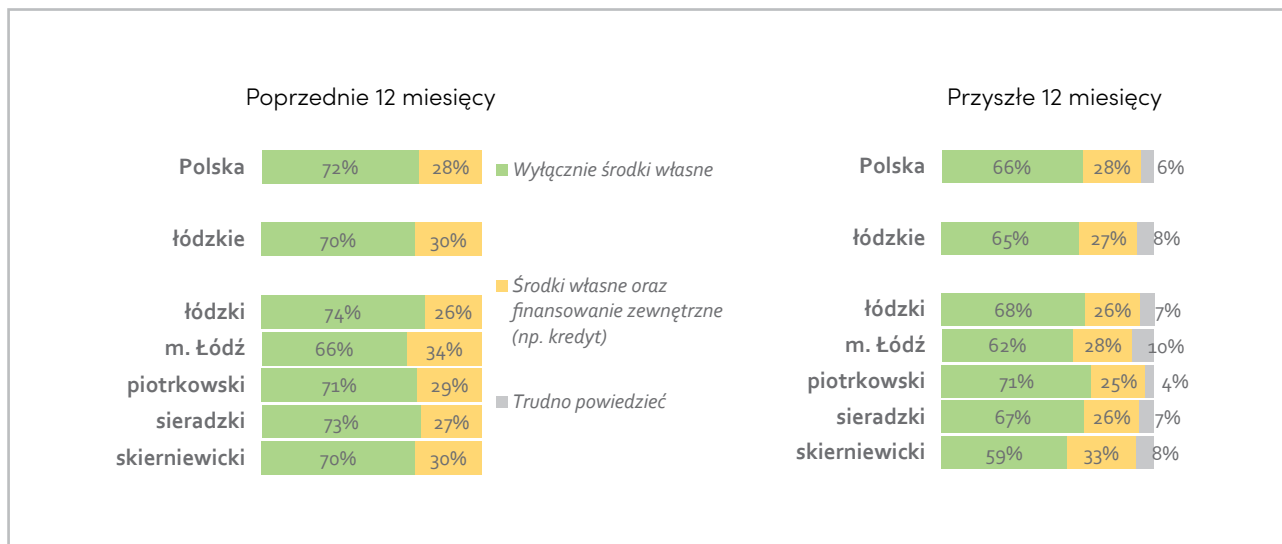 Poprzednie 12 miesięcy
Polska 72% 28%
łódzkie 70% 30%
łódzki 74% 26%
m. Łódź 66% 34%
piotrkowski 71% 29%
sieradzki 73% 27%
skierniewicki 70% 30%
Wyłącznie środki własne
Środki własne oraz
finansowanie zewnętrzne
(np. kredyt)
Trudno powiedzieć
Przyszłe 12 miesięcy
Polska 66% 28% 6%
łódzkie 65% 27% 8%
łódzki 68% 26% 7%
m. Łódź 62% 28% 10%
piotrkowski 71% 25% 4%
sieradzki 67% 26% 7%
skierniewicki 59% 33% 8%